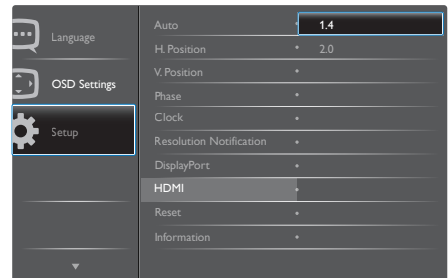 Language
OSD Settings
Setup
Auto
H. Position
V. Position
Phase
Clock
Resolution Notification
DisplayPort
HDMI
Reset
Information
1.4
2.0